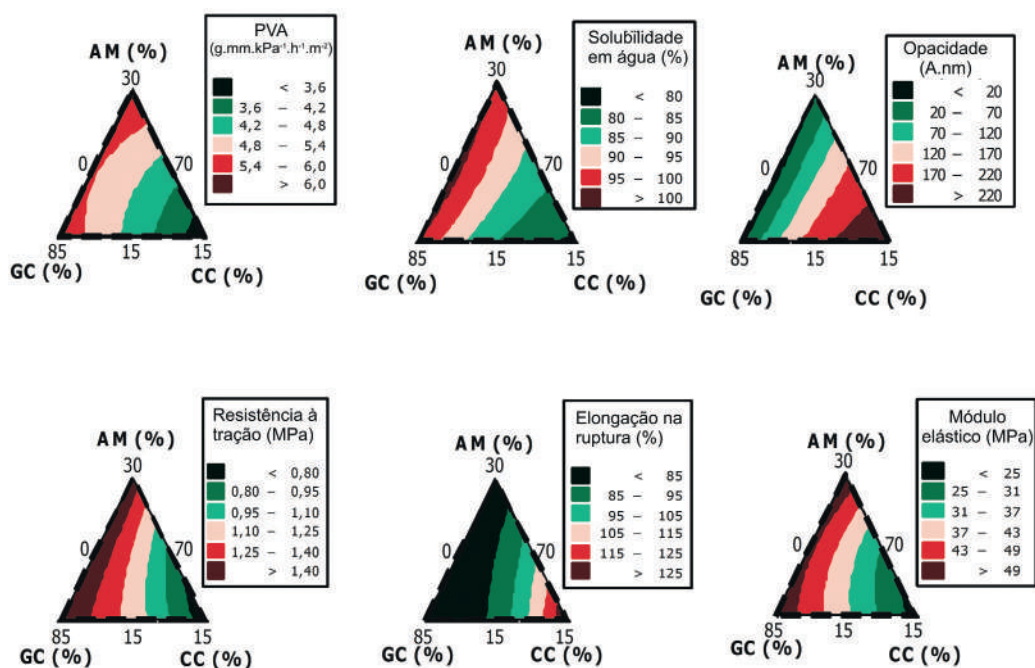 PVA
(g.mm.kPa⁻¹.h⁻¹.m⁻²)
< 3,6
3,6 – 4,2
4,2 – 4,8
4,8 – 5,4
5,4 – 6,0
> 6,0
AM (%)
30
0 70
85 15 15
GC (%) CC (%)
Solubilidade
em água (%)
< 80
80 – 85
85 – 90
90 – 95
95 – 100
> 100
AM (%)
30
0 70
85 15 15
GC (%) CC (%)
Opacidade
(A.nm)
< 20
20 – 70
70 – 120
120 – 170
170 – 220
> 220
AM (%)
30
0 70
85 15 15
GC (%) CC (%)
Resistência à
tração (MPa)
< 0,80
0,80 – 0,95
0,95 – 1,10
1,10 – 1,25
1,25 – 1,40
> 1,40
AM (%)
30
0 70
85 15 15
GC (%) CC (%)
Elongação na
ruptura (%)
< 85
85 – 95
95 – 105
105 – 115
115 – 125
> 125
AM (%)
30
0 70
85 15 15
GC (%) CC (%)
Módulo
elástico (MPa)
< 25
25 – 31
31 – 37
37 – 43
43 – 49
> 49
AM (%)
30
0 70
85 15 15
GC (%) CC (%)